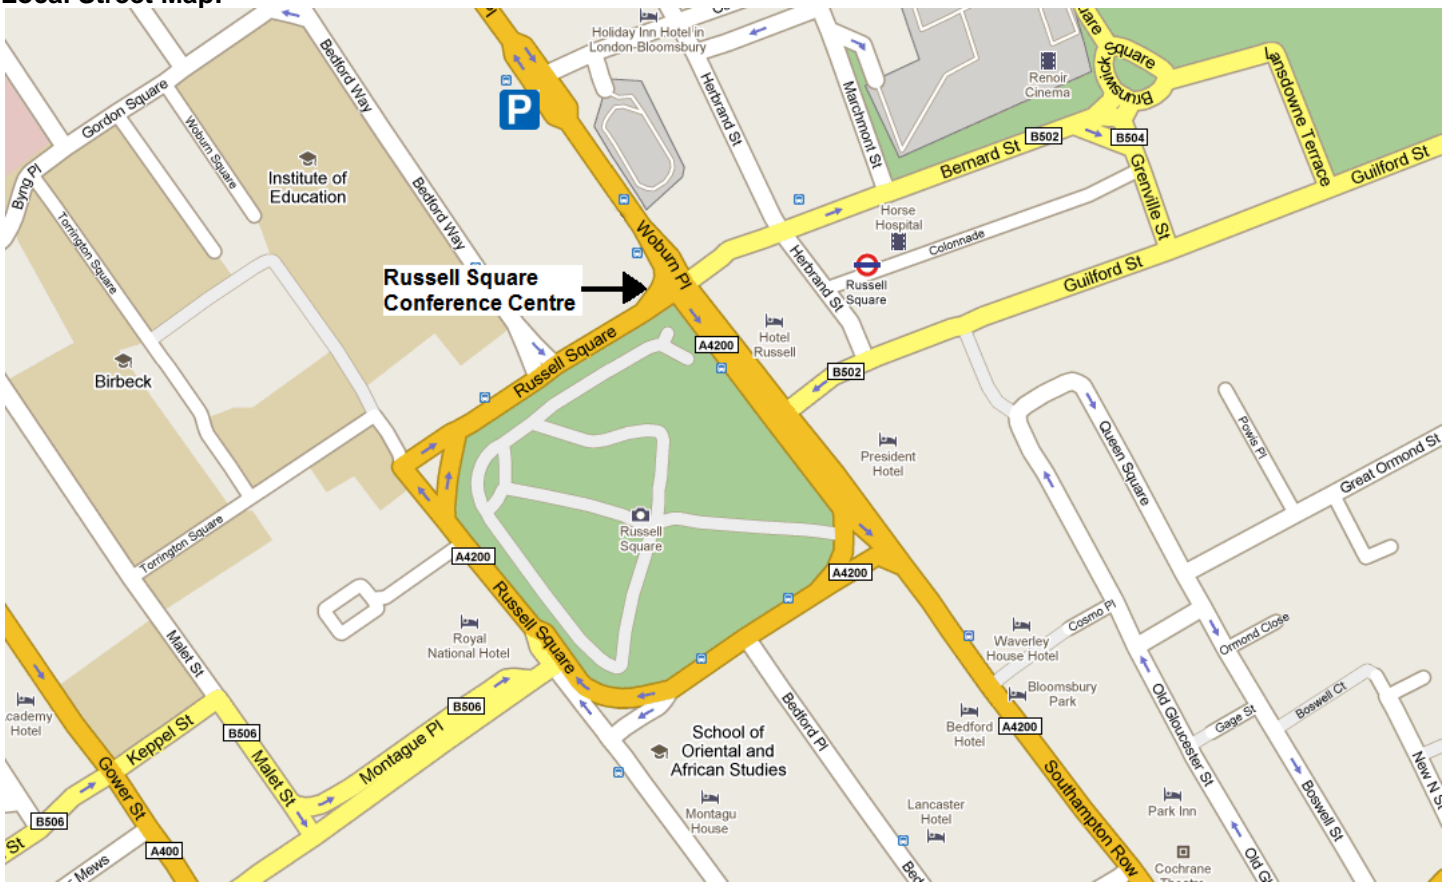 Local Street Map:
Pl
Holiday Inn Hotel in
London-Bloomsbury
Bedford Way
Gordon Square
Woburn Square
Byng Pl
Torrington Square
Institute of
Education
Bedford Way
P
Herbrand St
Marchmont St
Renoir
Cinema
Square
Brunswick
Lansdowne Terrace
B502
B504
Bernard St
Grenville St
Guilford St
Woburn Pl
Horse
Hospital
Colonnade
Russell
Square
Herbrand St
Guilford St
Russell Square
Conference Centre
Hotel
Russell
A4200
B502
Russell Square
Birbeck
President
Hotel
Queen Square
Powis Pl
Great Ormond St
Russell
Square
Torrington Square
A4200
A4200
Russell Square
Royal
National Hotel
Malet St
Cosmo Pl
Waverley
House Hotel
Ormond Close
Bloomsbury
Park
Bedford
Hotel
A4200
Old Gloucester St
Gage St
Boswell Ct
New N St
Boswell St
cademy
Hotel
Keppel St
B506
B506
Malet St
Montague Pl
Gower St
School of
Oriental and
African Studies
Bedford Pl
Montagu
House
Lancaster
Hotel
Southampton Row
Park Inn
Cochrane
B506
St
Mews
A400
Bed
Old Gl